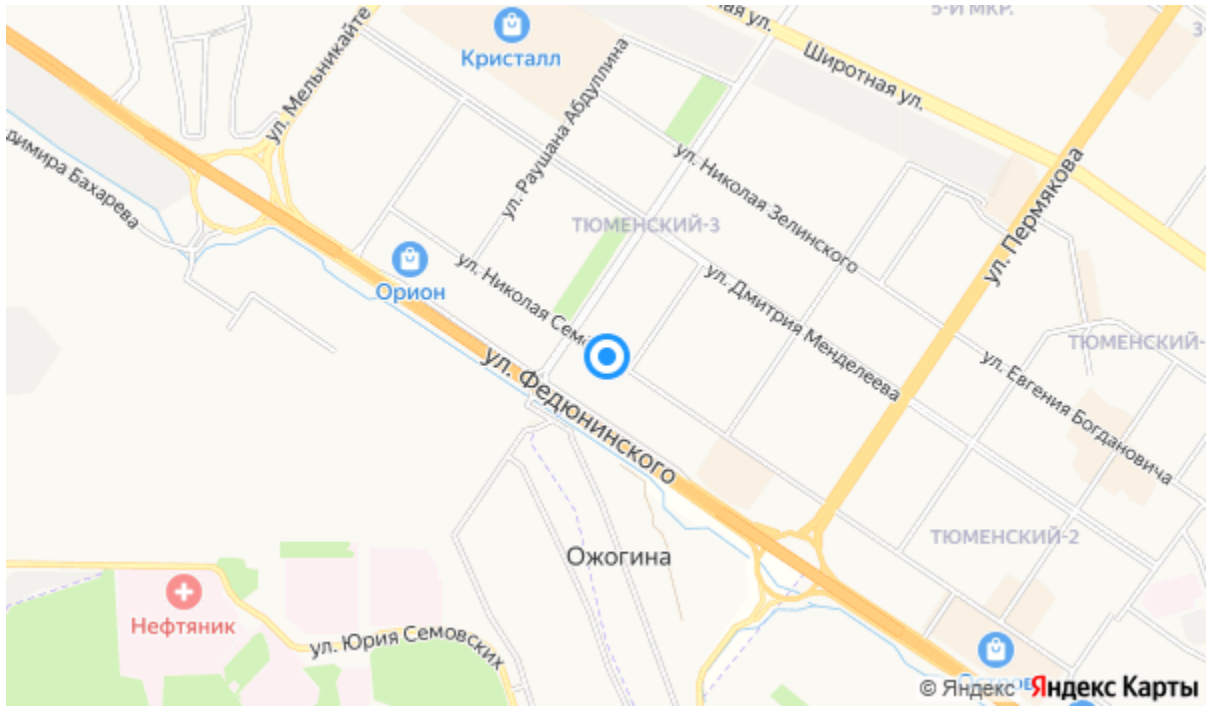 5-Й МКР.
Кристалл
ул. Мельникайте
Широтная ул.
ул. Раушана Абдуллина
ул. Николая Зелинского
ул. Пермякова
димира Бахарева
ТЮМЕНСКИЙ-3
Орион
ул. Николая Семё
ул. Дмитрия Менделеева
ТЮМЕНСКИЙ-
ул. Евгения Богдановича
ул. Федюнинского
ТЮМЕНСКИЙ-2
Ожогина
Нефтяник
ул. Юрия Семовских
© Яндекс Яндекс Карты